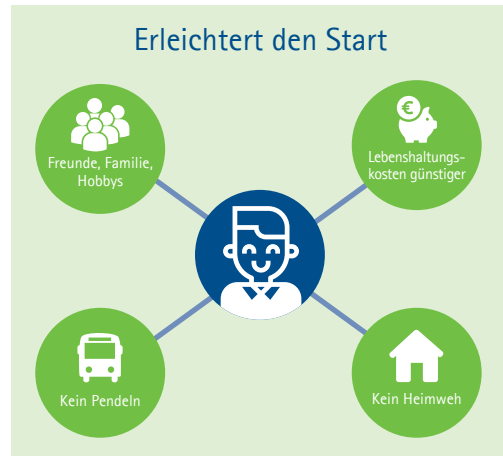 Erleichtert den Start
Freunde, Familie,
Hobbys
€
Lebenshaltungs-
kosten günstiger
Kein Pendeln
Kein Heimweh